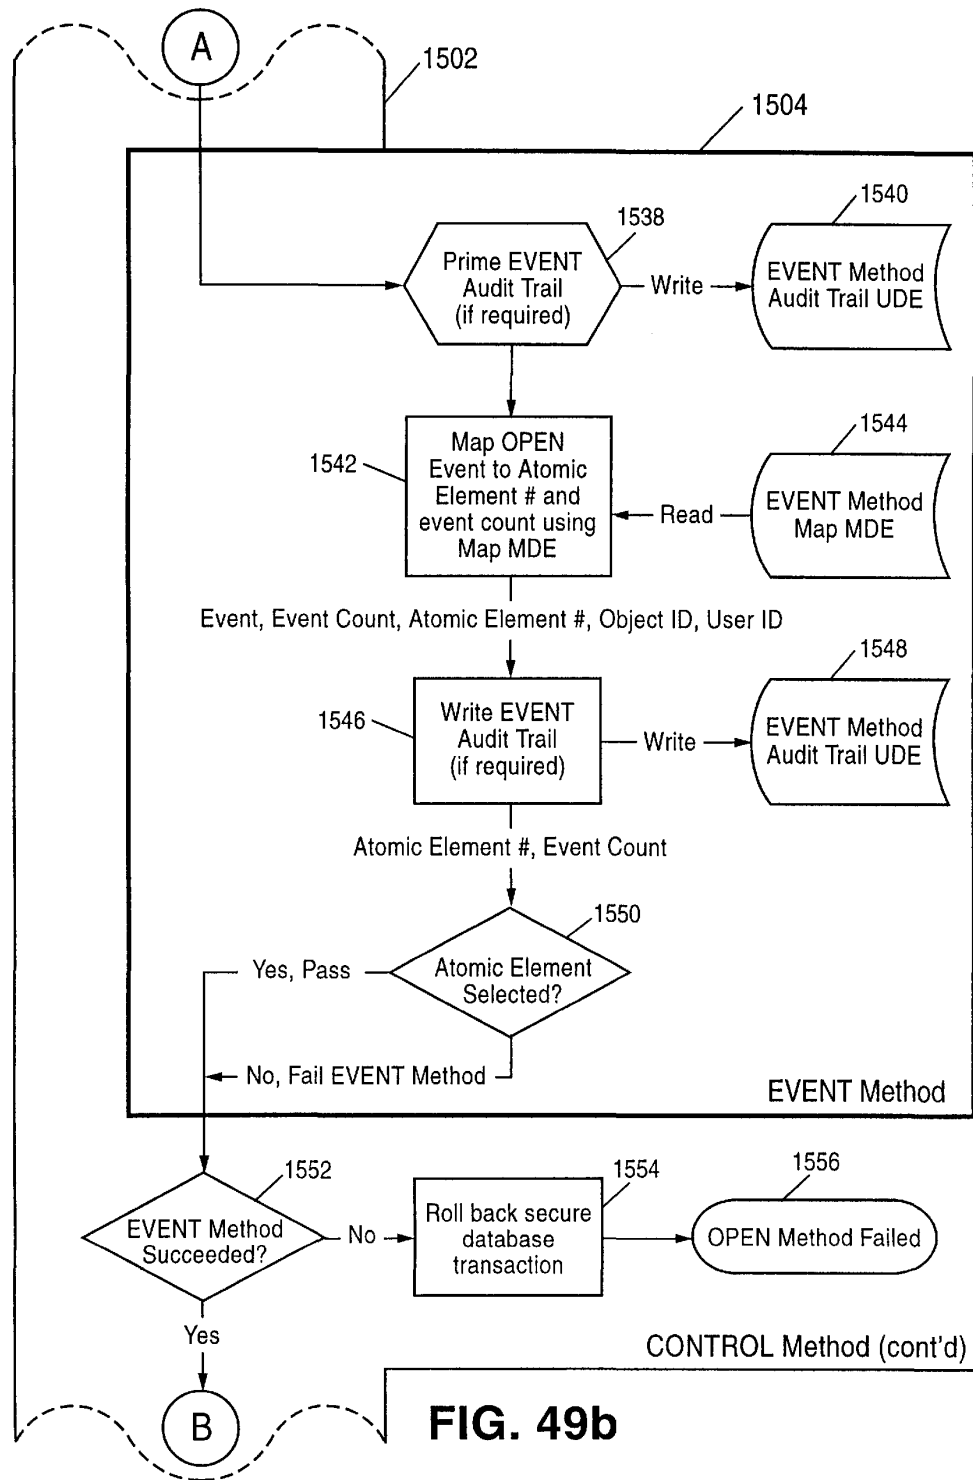 A
1502
1504
1538
Prime EVENT
Audit Trail
(if required)
Write
1540
EVENT Method
Audit Trail UDE
1542
Map OPEN
Event to Atomic
Element # and
event count using
Map MDE
Read
1544
EVENT Method
Map MDE
Event, Event Count, Atomic Element #, Object ID, User ID
1546
Write EVENT
Audit Trail
(if required)
Write
1548
EVENT Method
Audit Trail UDE
Atomic Element #, Event Count
1550
Atomic Element
Selected?
Yes, Pass
No, Fail EVENT Method
EVENT Method
1552
EVENT Method
Succeeded?
No
1554
Roll back secure
database
transaction
1556
OPEN Method Failed
Yes
CONTROL Method (cont'd)
B
FIG. 49b